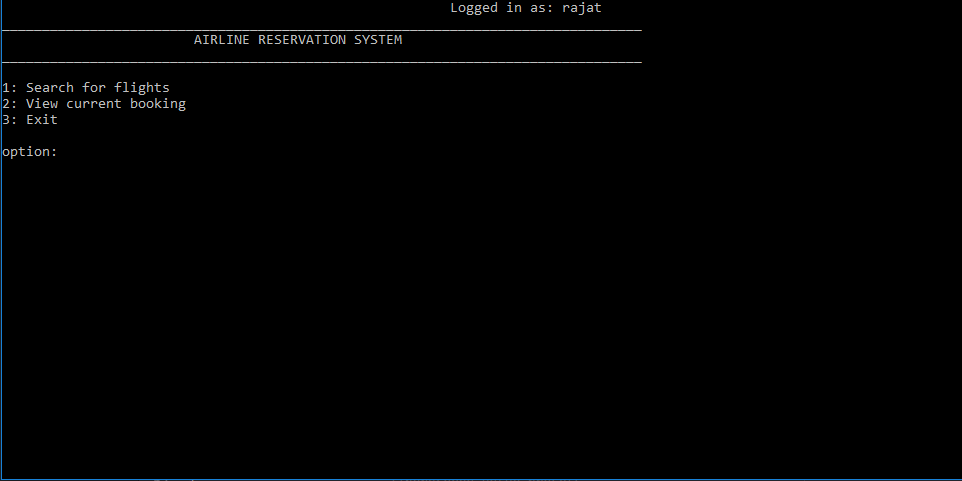 Logged in as: rajat
AIRLINE RESERVATION SYSTEM
1: Search for flights
2: View current booking
3: Exit
option: